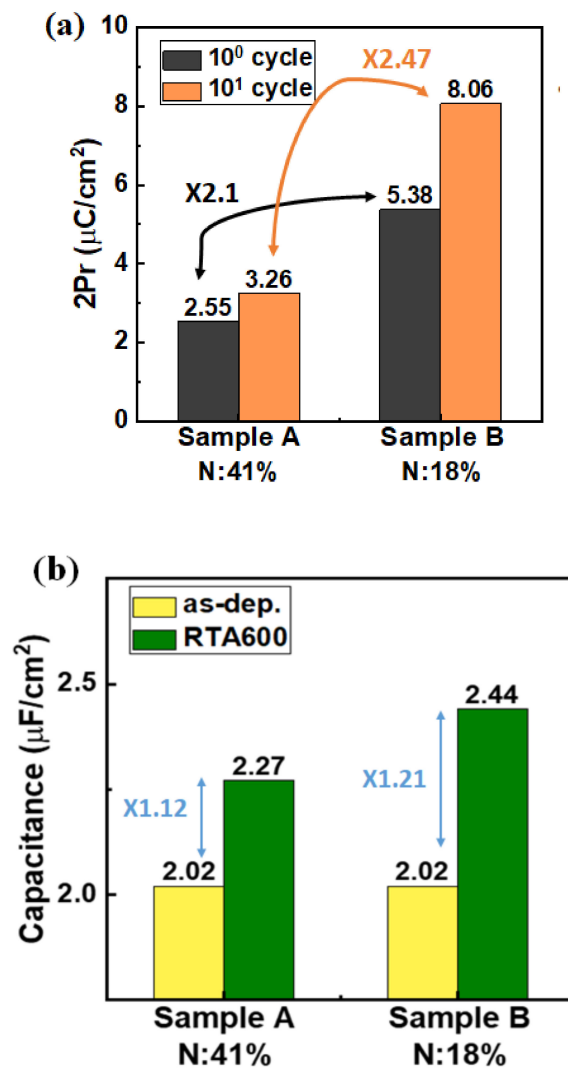 (a)
10
8
6
4
2
0
2Pr (μC/cm²)
10⁰ cycle
10¹ cycle
X2.47
8.06
X2.1
5.38
3.26
2.55
Sample A
N:41%
Sample B
N:18%
(b)
2.5
2.0
Capacitance (μF/cm²)
as-dep.
RTA600
2.44
2.27
X1.12
X1.21
2.02
2.02
Sample A
N:41%
Sample B
N:18%